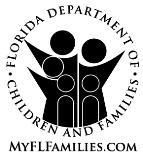 • FLORIDA DEPARTMENT OF •
CHILDREN AND FAMILIES
MYFLFAMILIES.COM